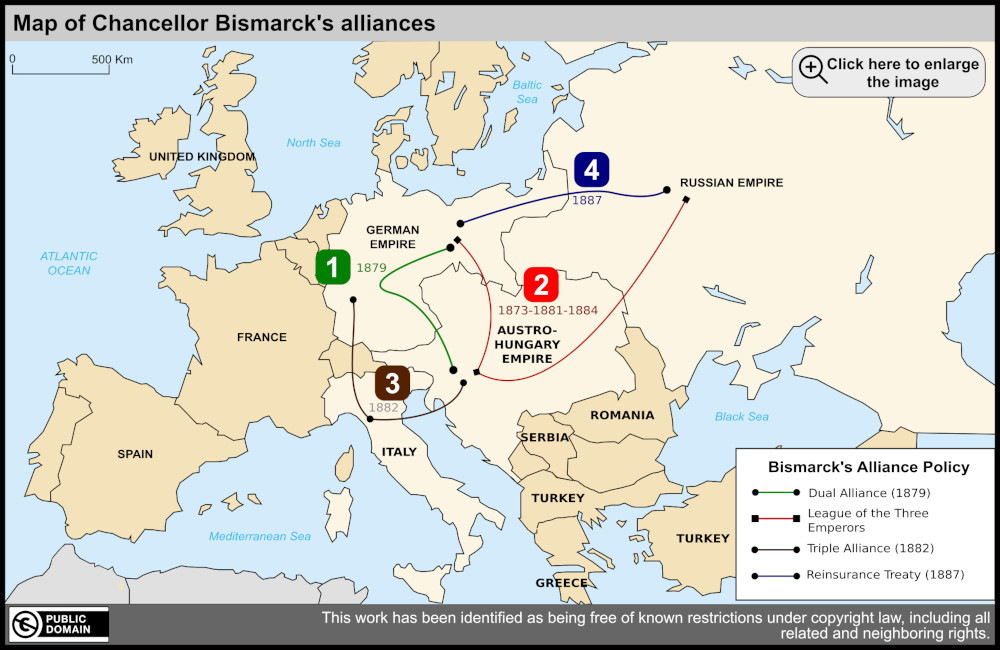 Map of Chancellor Bismarck's alliances
0 500 Km
Click here to enlarge
the image
Baltic
Sea
North Sea
UNITED KINGDOM
4
1887
RUSSIAN EMPIRE
GERMAN
EMPIRE
ATLANTIC
OCEAN
1
1879
2
1873-1881-1884
AUSTRO-
HUNGARY
EMPIRE
FRANCE
3
1882
ROMANIA
Black Sea
SERBIA
ITALY
SPAIN
TURKEY
Mediterranean Sea
TURKEY
GREECE
Bismarck's Alliance Policy
Dual Alliance (1879)
League of the Three
Emperors
Triple Alliance (1882)
Reinsurance Treaty (1887)
PUBLIC
DOMAIN
This work has been identified as being free of known restrictions under copyright law, including all
related and neighboring rights.